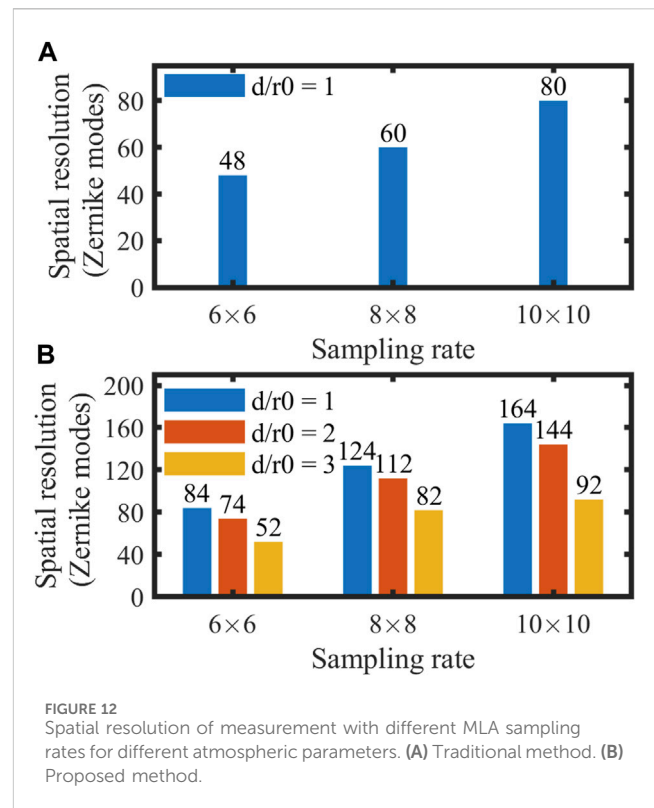 A
d/r0 = 1
Spatial resolution
(Zernike modes)
80
60
40
20
0
48
60
80
6×6
8×8
10×10
Sampling rate
B
d/r0 = 1
d/r0 = 2
d/r0 = 3
Spatial resolution
(Zernike modes)
200
160
120
80
40
0
84
74
52
124
112
82
164
144
92
6×6
8×8
10×10
Sampling rate
FIGURE 12
Spatial resolution of measurement with different MLA sampling
rates for different atmospheric parameters. (A) Traditional method. (B)
Proposed method.